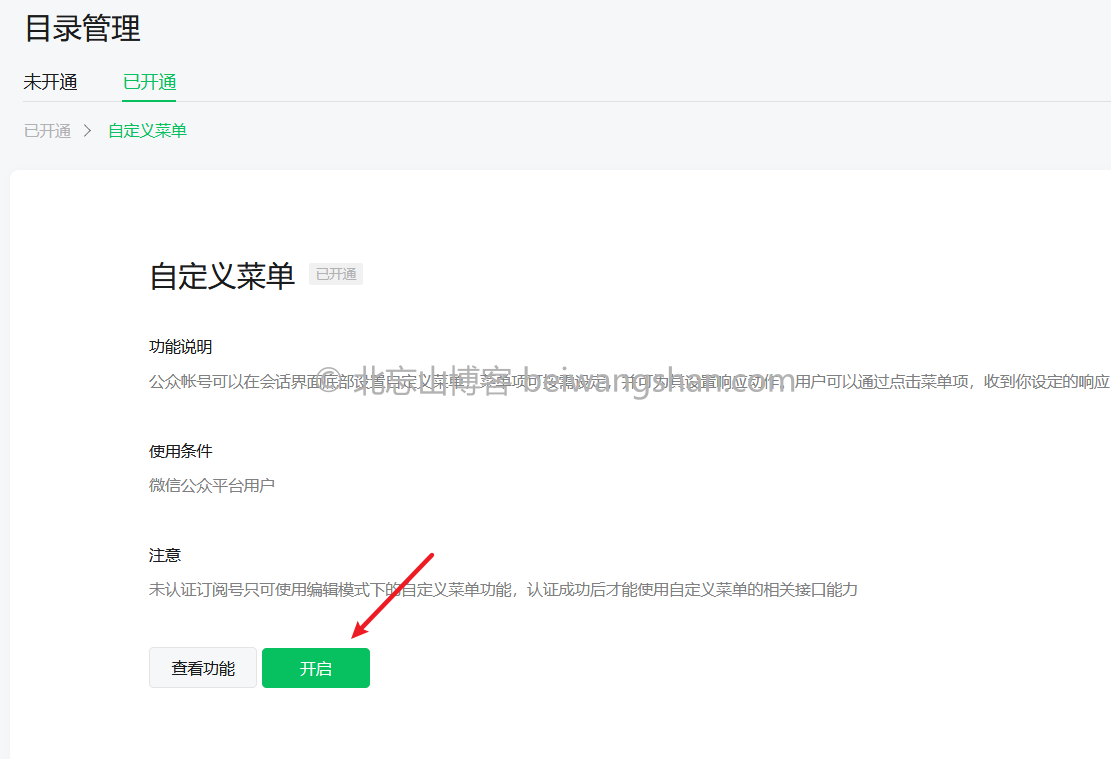 目录管理
未开通 已开通
已开通 > 自定义菜单
自定义菜单 已开通
功能说明
公众帐号可以在会话界面底部设置自定义菜单，菜单项可按需设定，并可为其设置响应动作。用户可以通过点击菜单项，收到你设定的响应
© 北忘山博客 beiwangshan.com
使用条件
微信公众平台用户
注意
未认证订阅号只可使用编辑模式下的自定义菜单功能，认证成功后才能使用自定义菜单的相关接口能力
查看功能 开启